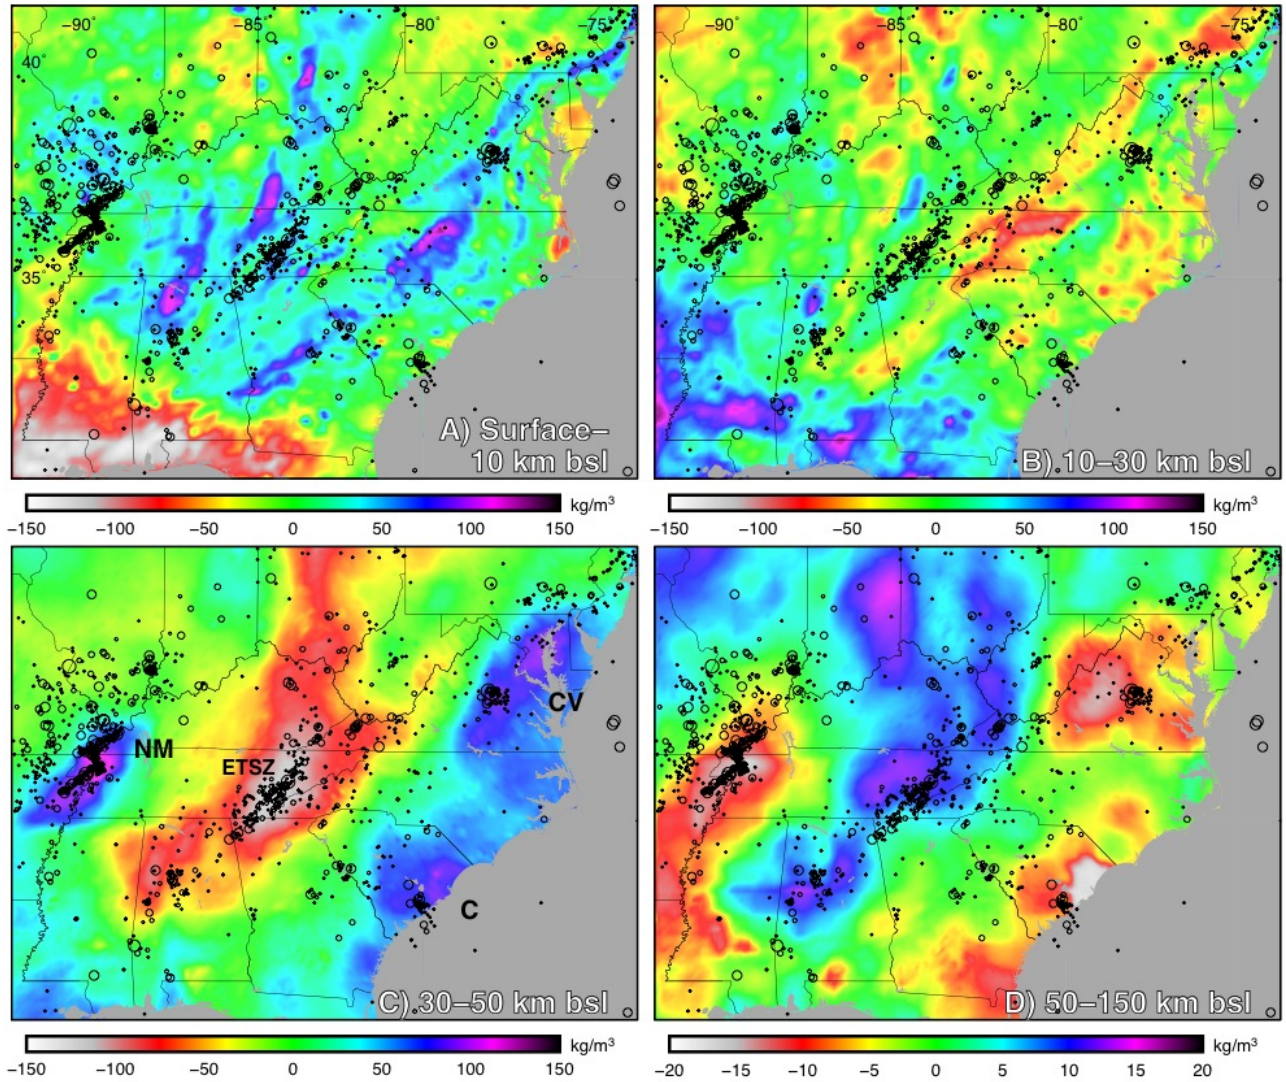 −90° −85° −80° −75°
40°
35°
A) Surface–
10 km bsl
−90° −85° −80° −75°
B) 10–30 km bsl
kg/m³
−150 −100 −50 0 50 100 150
kg/m³
−150 −100 −50 0 50 100 150
NM
ETSZ
CV
C
C) 30–50 km bsl
D) 50–150 km bsl
kg/m³
−150 −100 −50 0 50 100 150
kg/m³
−20 −15 −10 −5 0 5 10 15 20